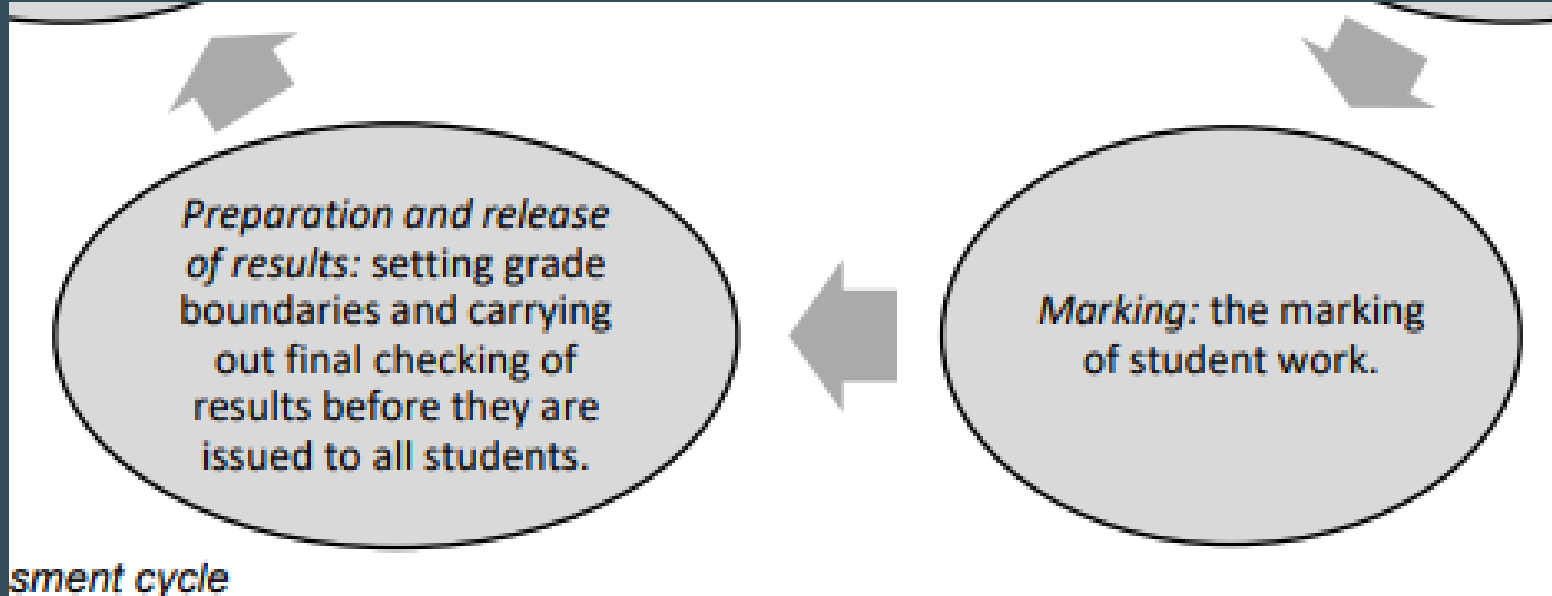 Preparation and release
of results: setting grade
boundaries and carrying
out final checking of
results before they are
issued to all students.
Marking: the marking
of student work.
sment cycle